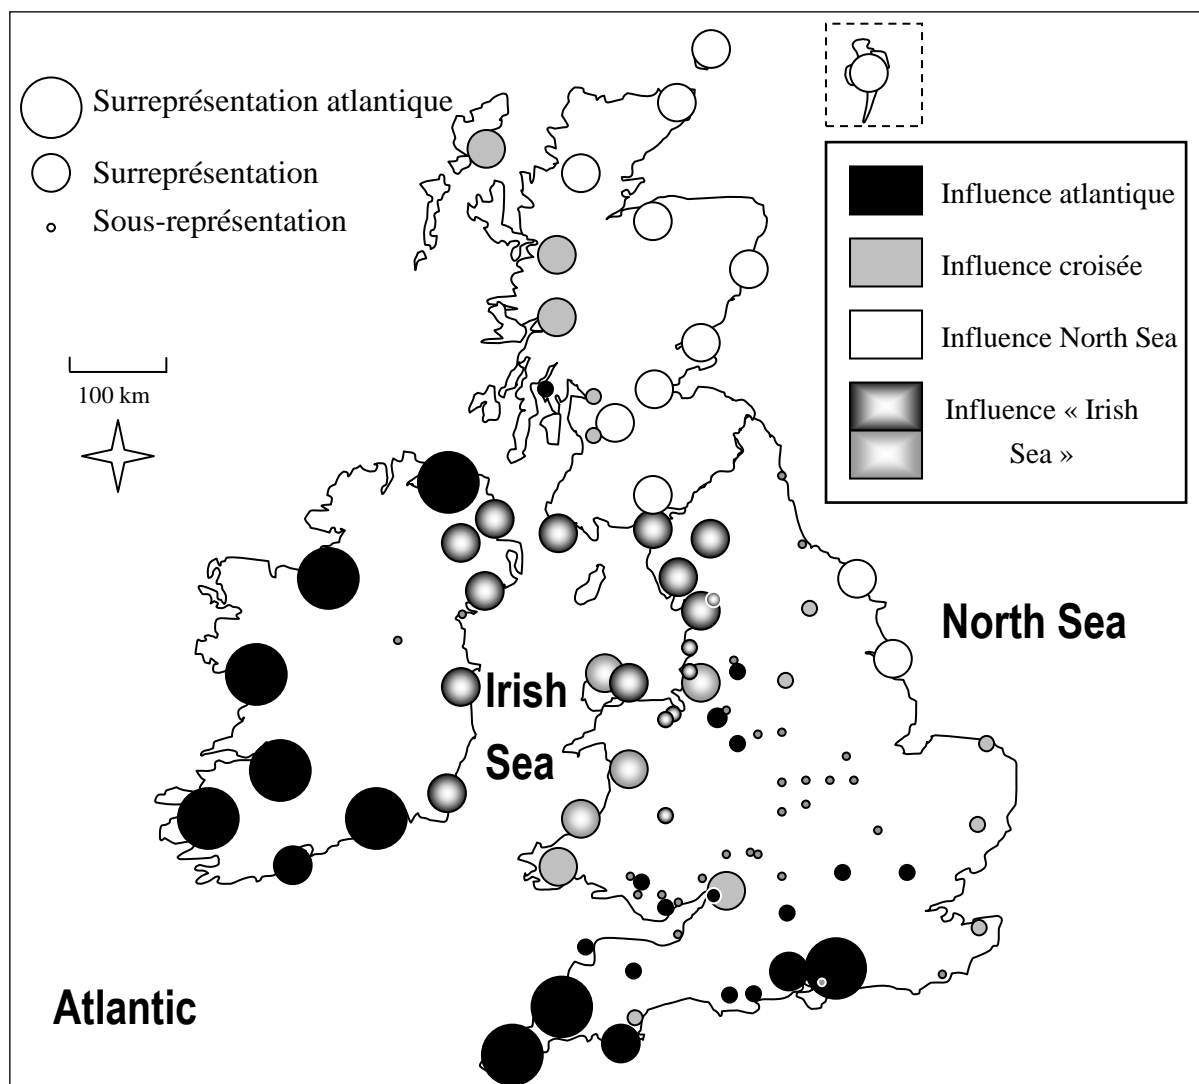 Surreprésentation atlantique
Surreprésentation
Sous-représentation
100 km
Influence atlantique
Influence croisée
Influence North Sea
Influence « Irish
Sea »
North Sea
Irish
Sea
Atlantic